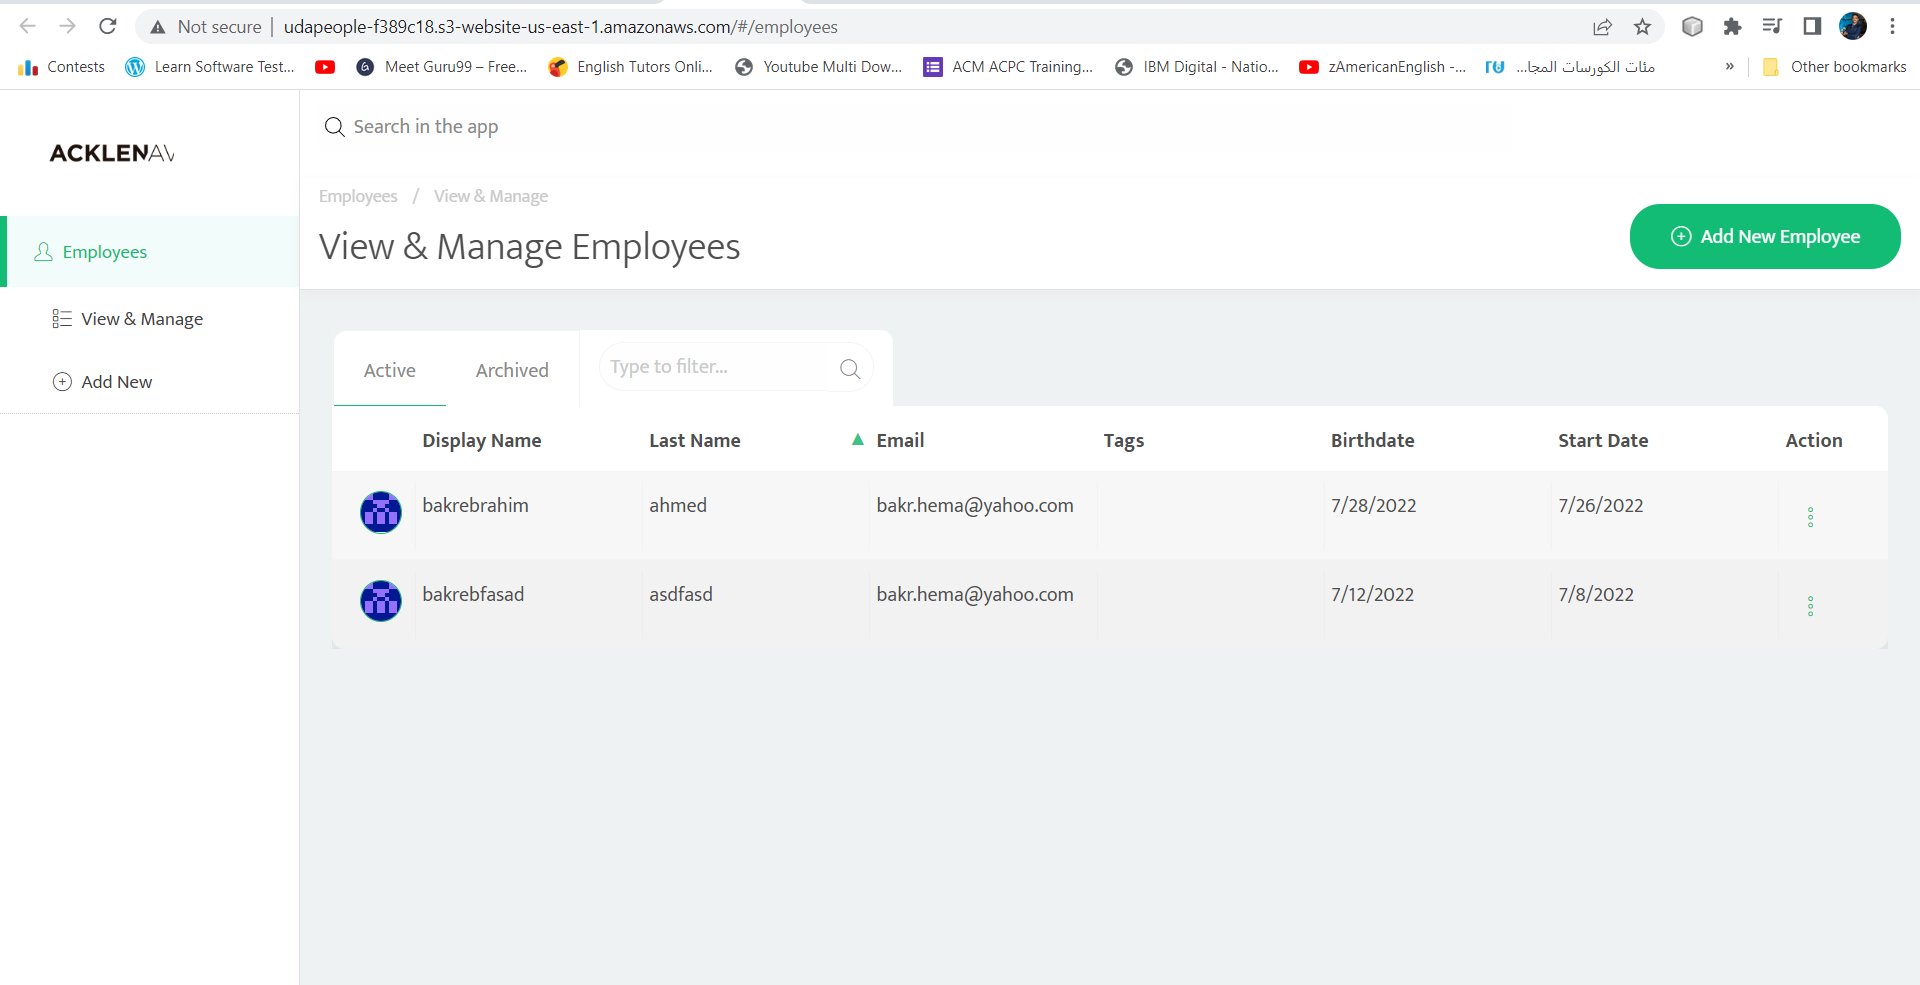 Not secure | udapeople-f389c18.s3-website-us-east-1.amazonaws.com/#/employees
Contests Learn Software Test... Meet Guru99 – Free... English Tutors Onli... Youtube Multi Dow... ACM ACPC Training... IBM Digital - Natio... zAmericanEnglish -... مئات الكورسات المجا... » Other bookmarks
Search in the app
ACKLENAV
Employees / View & Manage
View & Manage Employees
Add New Employee
Employees
View & Manage
Add New
Active Archived Type to filter...
Display Name Last Name Email Tags Birthdate Start Date Action
bakrebrahim ahmed bakr.hema@yahoo.com 7/28/2022 7/26/2022
bakrebfasad asdfasd bakr.hema@yahoo.com 7/12/2022 7/8/2022